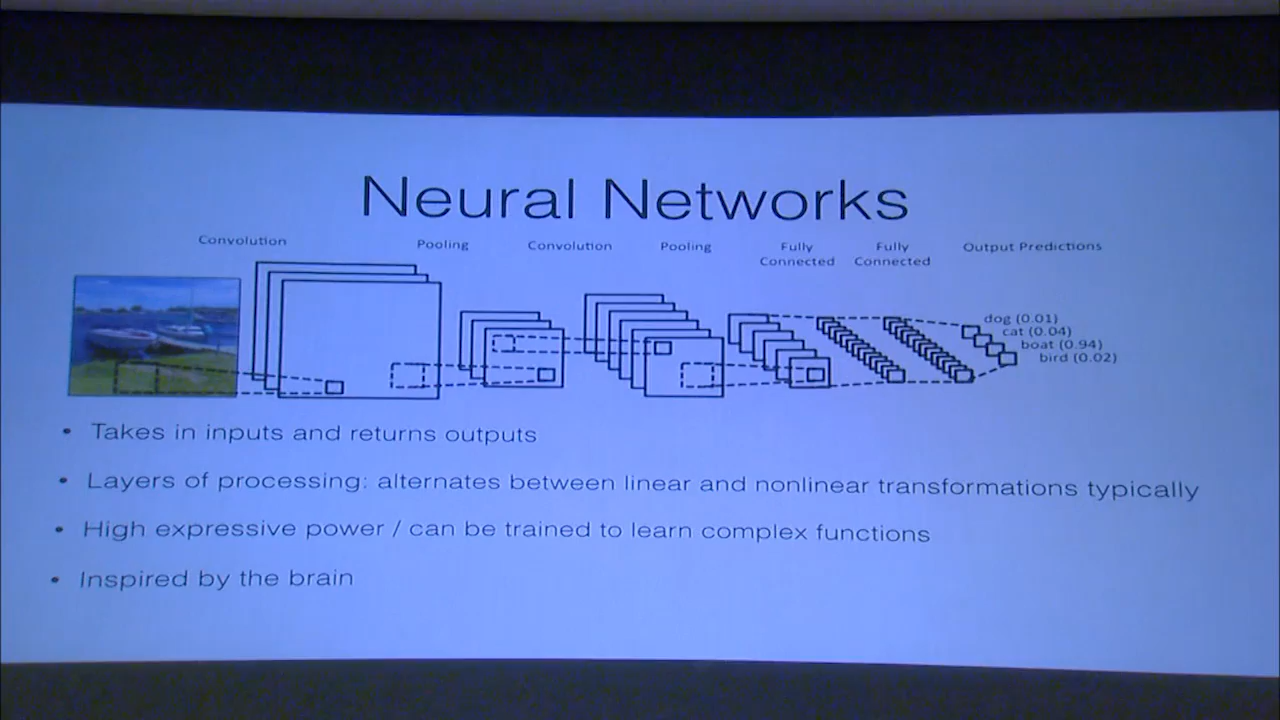 Neural Networks
Convolution
Pooling
Convolution
Pooling
Fully
Connected
Fully
Connected
Output Predictions
dog (0.01)
cat (0.04)
boat (0.94)
bird (0.02)
• Takes in inputs and returns outputs
• Layers of processing: alternates between linear and nonlinear transformations typically
• High expressive power / can be trained to learn complex functions
• Inspired by the brain